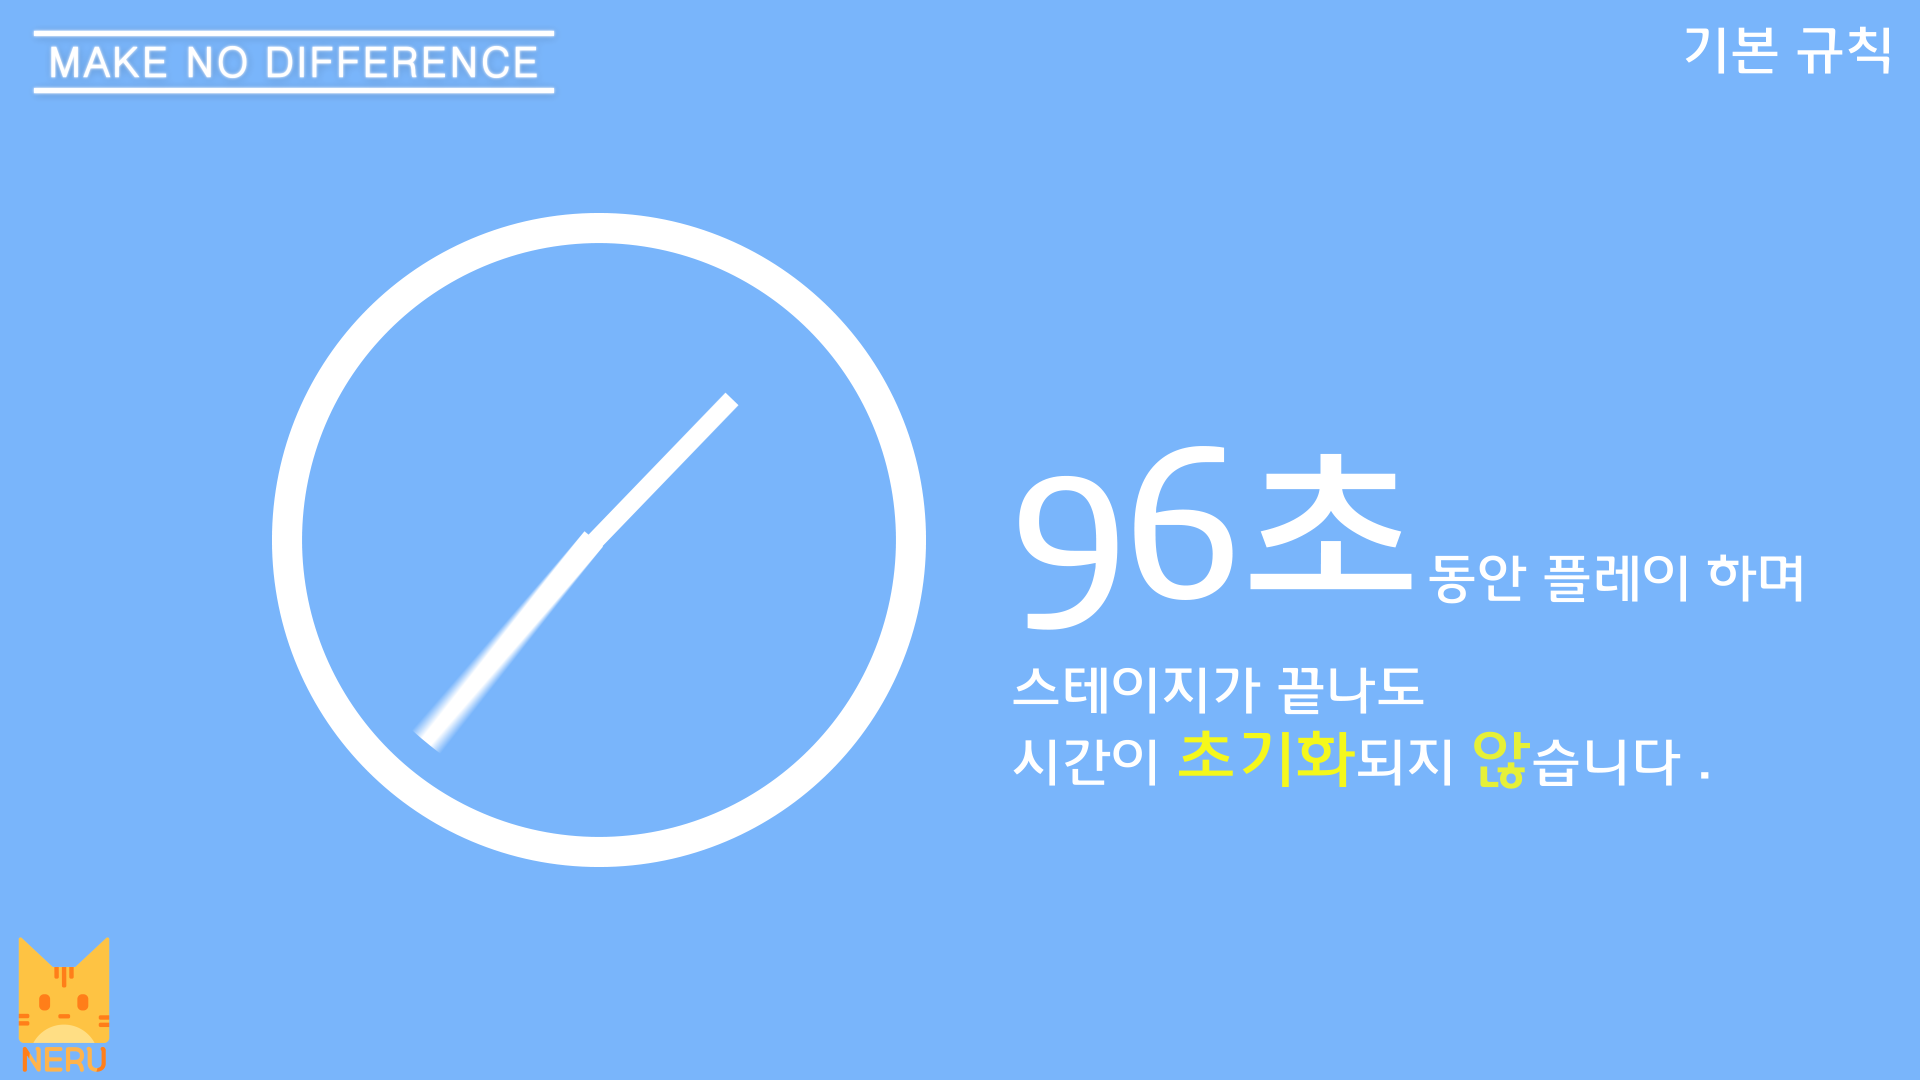 MAKE NO DIFFERENCE
기본 규칙
96초 동안 플레이 하며
스테이지가 끝나도
시간이 초기화되지 않습니다 .
NERU